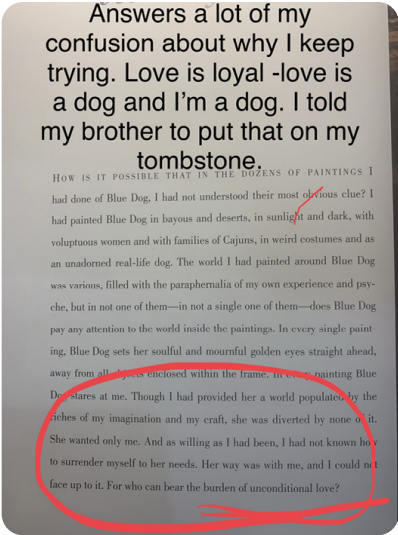 Answers a lot of my
confusion about why I keep
trying. Love is loyal -love is
a dog and I'm a dog. I told
my brother to put that on my
tombstone.
HOW IS IT POSSIBLE THAT IN THE DOZENS OF PAINTINGS I
had done of Blue Dog, I had not understood their most obvious clue? I
had painted Blue Dog in bayous and deserts, in sunlight and dark, with
voluptuous women and with families of Cajuns, in weird costumes and as
an unadorned real-life dog. The world I had painted around Blue Dog
was various, filled with the paraphernalia of my own experience and psy-
che, but in not one of them—in not a single one of them—does Blue Dog
pay any attention to the world inside the paintings. In every single paint-
ing, Blue Dog sets her soulful and mournful golden eyes straight ahead,
away from all objects enclosed within the frame. In every painting Blue
Dog stares at me. Though I had provided her a world populated by the
riches of my imagination and my craft, she was diverted by none of it.
She wanted only me. And as willing as I had been, I had not known how
to surrender myself to her needs. Her way was with me, and I could not
face up to it. For who can bear the burden of unconditional love?